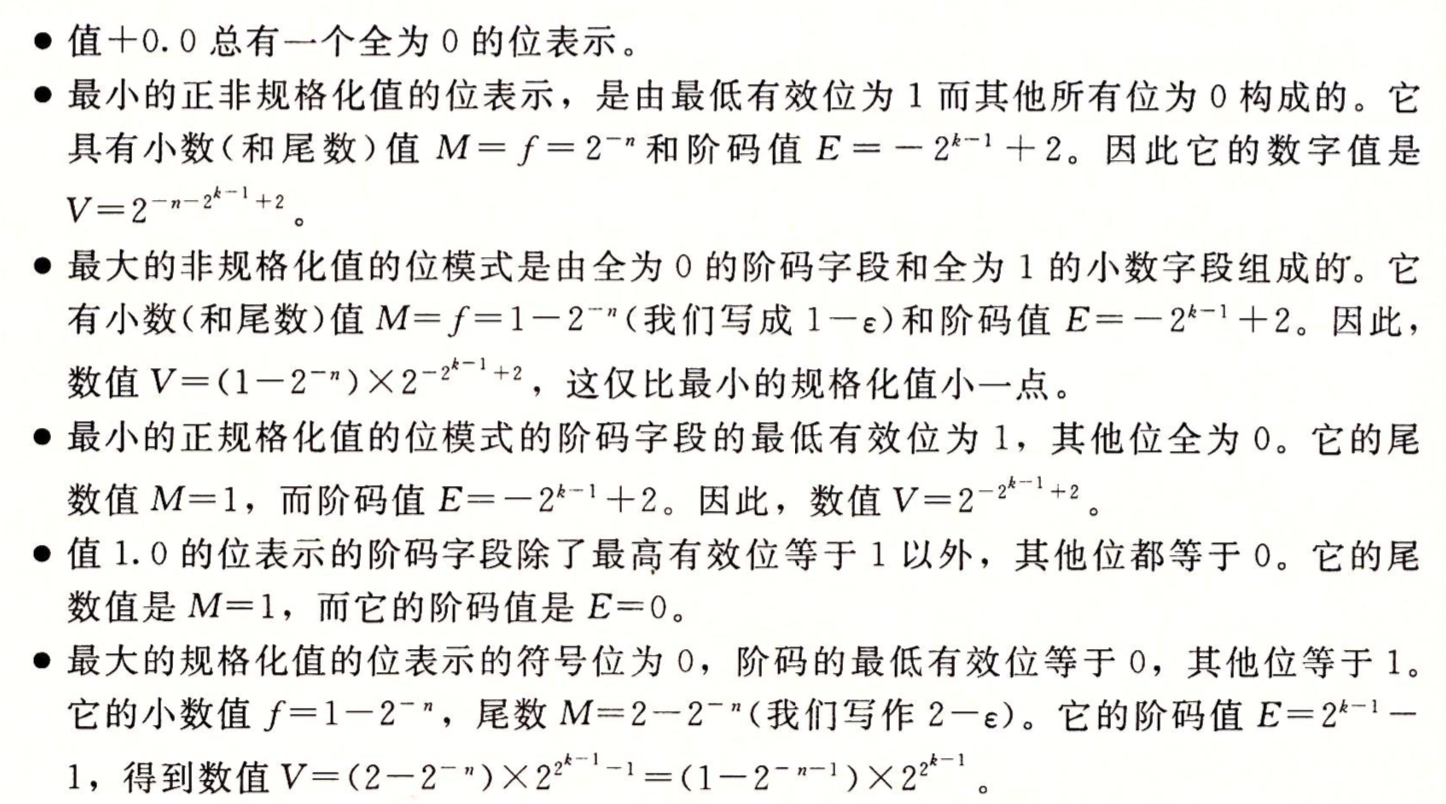 ● 值+0.0 总有一个全为 0 的位表示。
● 最小的正非规格化值的位表示，是由最低有效位为 1 而其他所有位为 0 构成的。它
具有小数(和尾数)值 M=f=2⁻ⁿ 和阶码值 E=-2^{k-1}+2。因此它的数字值是
V=2^{-n-2^{k-1}+2}。
● 最大的非规格化值的位模式是由全为 0 的阶码字段和全为 1 的小数字段组成的。它
有小数(和尾数)值 M=f=1-2⁻ⁿ(我们写成 1-ε)和阶码值 E=-2^{k-1}+2。因此，
数值 V=(1-2⁻ⁿ)×2^{-2^{k-1}+2}，这仅比最小的规格化值小一点。
● 最小的正规格化值的位模式的阶码字段的最低有效位为 1，其他位全为 0。它的尾
数值 M=1，而阶码值 E=-2^{k-1}+2。因此，数值 V=2^{-2^{k-1}+2}。
● 值 1.0 的位表示的阶码字段除了最高有效位等于 1 以外，其他位都等于 0。它的尾
数值是 M=1，而它的阶码值是 E=0。
● 最大的规格化值的位表示的符号位为 0，阶码的最低有效位等于 0，其他位等于 1。
它的小数值 f=1-2⁻ⁿ，尾数 M=2-2⁻ⁿ(我们写作 2-ε)。它的阶码值 E=2^{k-1}-
1，得到数值 V=(2-2⁻ⁿ)×2^{2^{k-1}-1}=(1-2^{-n-1})×2^{2^{k-1}}。